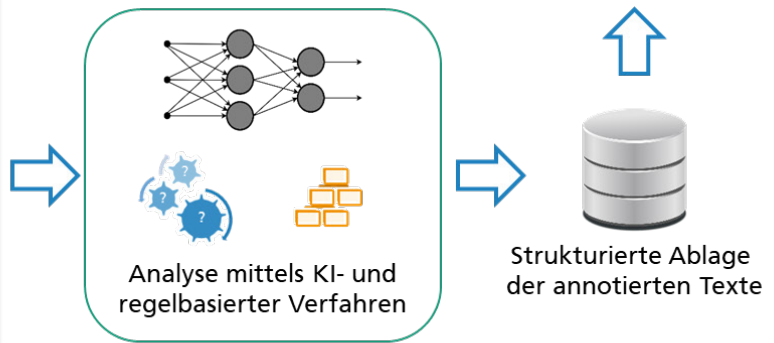 ? 
?
?
Analyse mittels KI- und
regelbasierter Verfahren
Strukturierte Ablage
der annotierten Texte